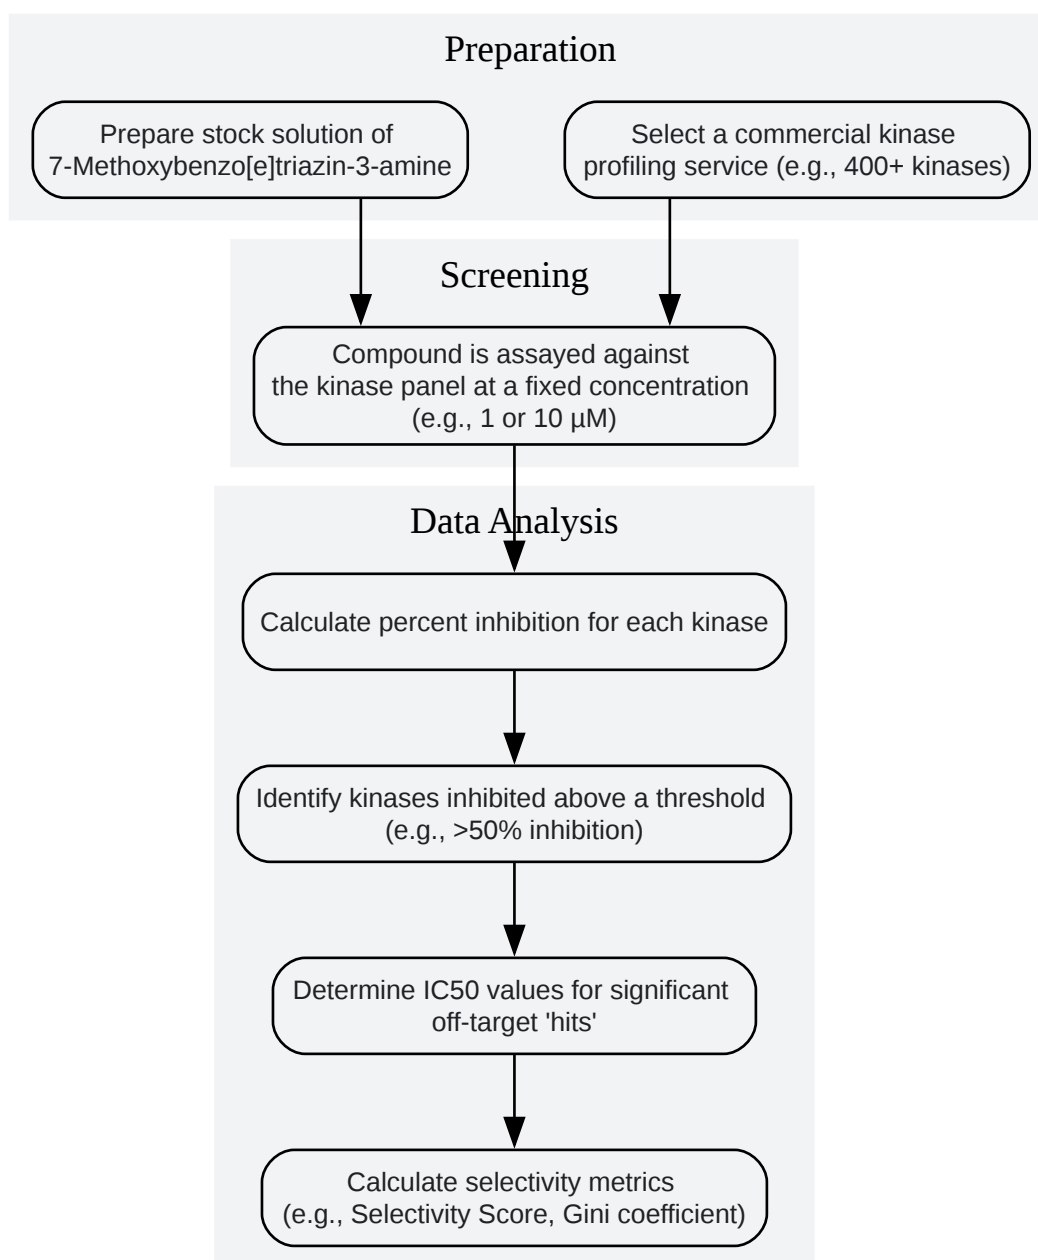 Preparation
Prepare stock solution of
7-Methoxybenzo[e]triazin-3-amine
Select a commercial kinase
profiling service (e.g., 400+ kinases)
Screening
Compound is assayed against
the kinase panel at a fixed concentration
(e.g., 1 or 10 µM)
Data Analysis
Calculate percent inhibition for each kinase
Identify kinases inhibited above a threshold
(e.g., >50% inhibition)
Determine IC50 values for significant
off-target 'hits'
Calculate selectivity metrics
(e.g., Selectivity Score, Gini coefficient)